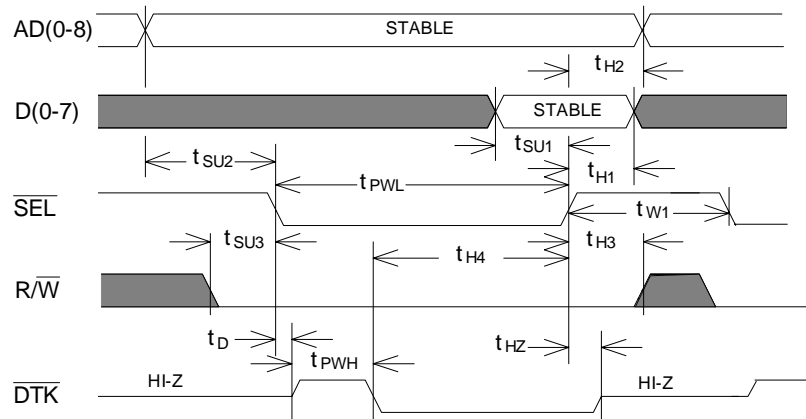 AD(0-8) STABLE
tH2
D(0-7) STABLE
tSU1
tSU2 tH1
tPWL
SEL tW1
tSU3 tH4 tH3
R/W
tD tHZ
tPWH
HI-Z HI-Z
DTK